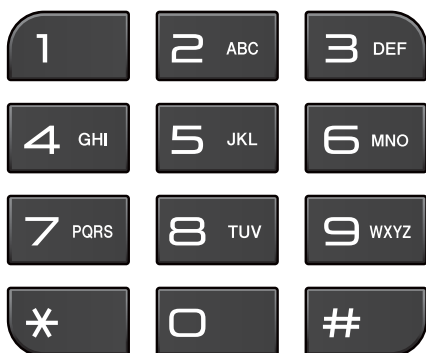 1 2 ABC 3 DEF
4 GHI 5 JKL 6 MNO
7 PQRS 8 TUV 9 WXYZ
* 0 #